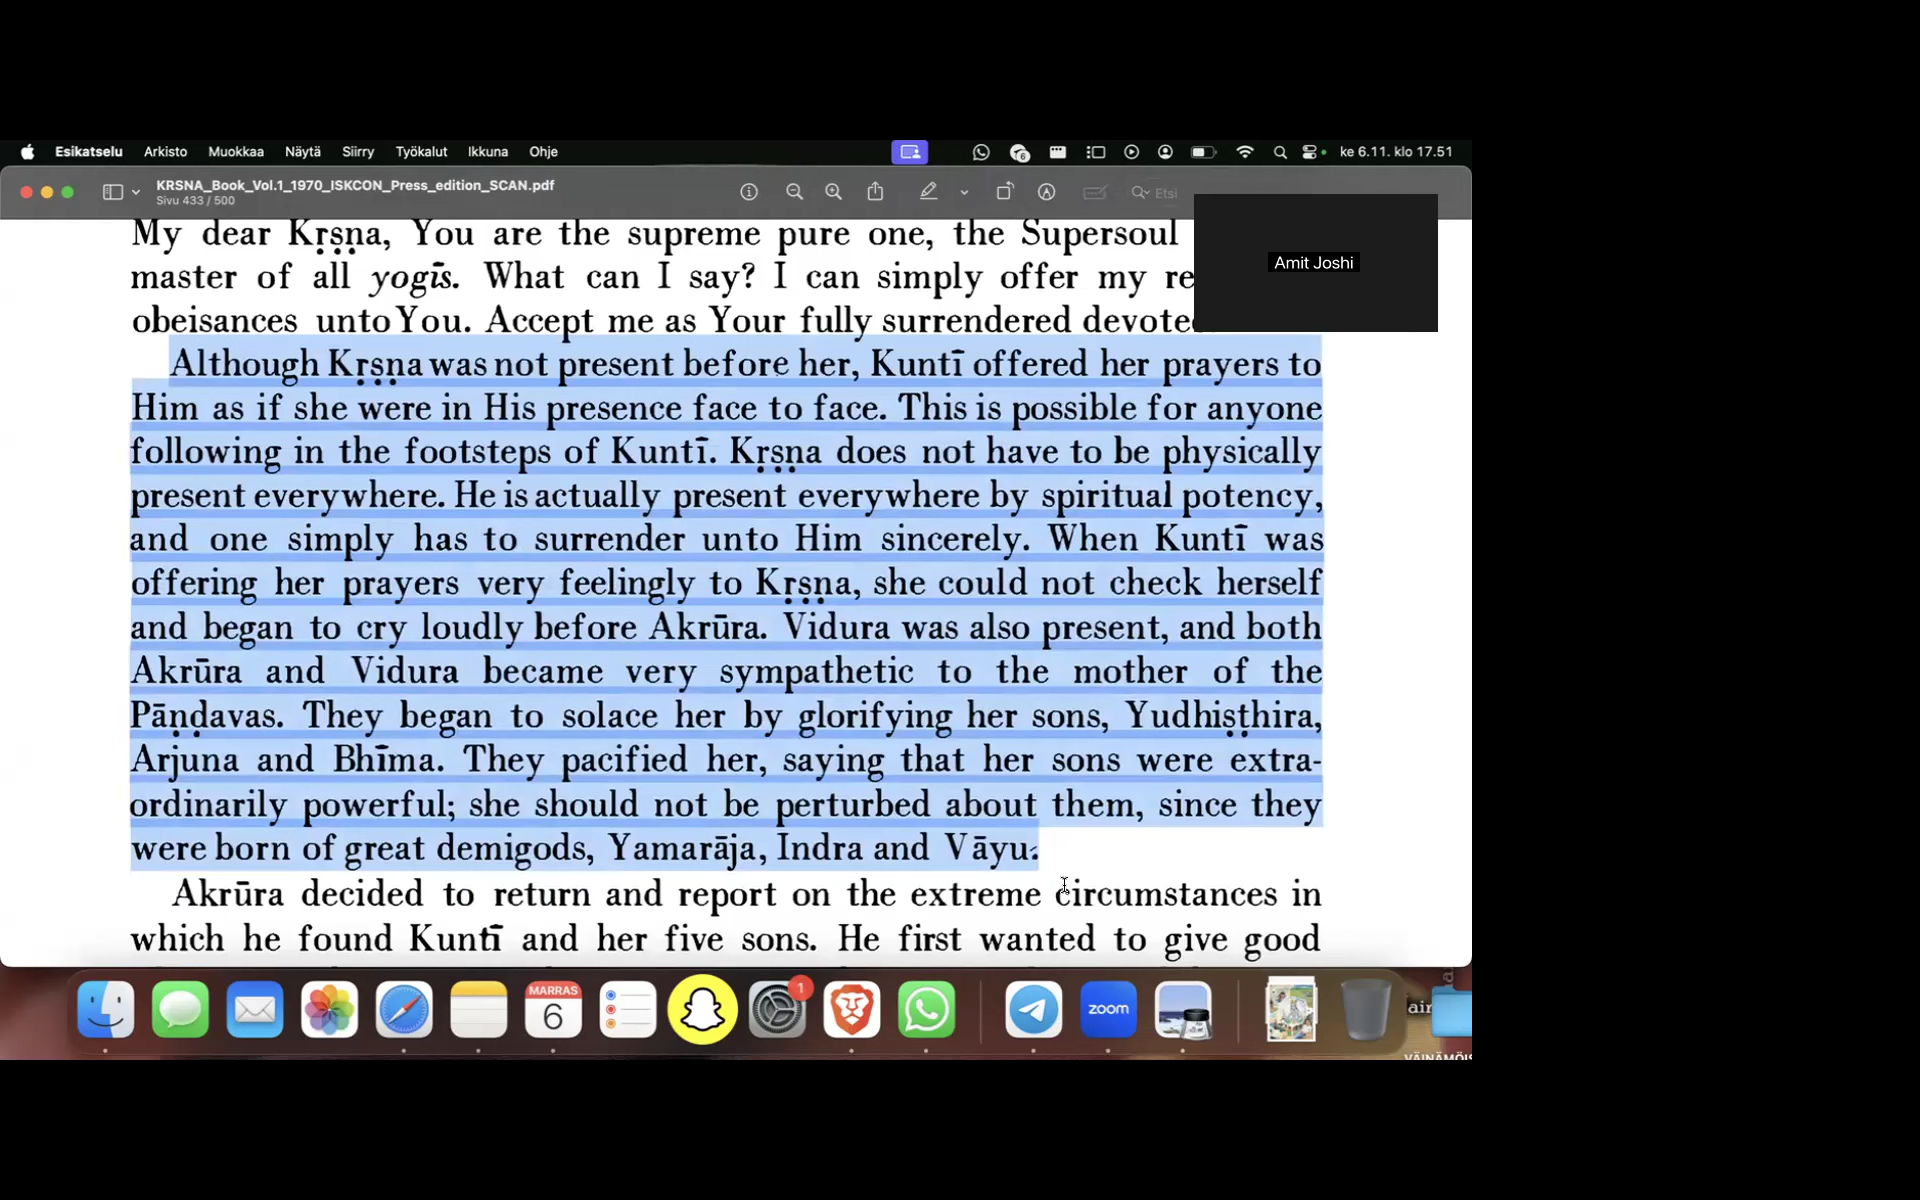 Esikatselu Arkisto Muokkaa Näytä Siirry Työkalut Ikkuna Ohje ke 6.11. klo 17.51
KRSNA_Book_Vol.1_1970_ISKCON_Press_edition_SCAN.pdf
Sivu 433 / 500
Etsi
Amit Joshi
My dear Kṛṣṇa, You are the supreme pure one, the Supersoul
master of all yogīs. What can I say? I can simply offer my re
obeisances unto You. Accept me as Your fully surrendered devote
Although Kṛṣṇa was not present before her, Kuntī offered her prayers to
Him as if she were in His presence face to face. This is possible for anyone
following in the footsteps of Kuntī. Kṛṣṇa does not have to be physically
present everywhere. He is actually present everywhere by spiritual potency,
and one simply has to surrender unto Him sincerely. When Kuntī was
offering her prayers very feelingly to Kṛṣṇa, she could not check herself
and began to cry loudly before Akrūra. Vidura was also present, and both
Akrūra and Vidura became very sympathetic to the mother of the
Pāṇḍavas. They began to solace her by glorifying her sons, Yudhiṣṭhira,
Arjuna and Bhīma. They pacified her, saying that her sons were extra-
ordinarily powerful; she should not be perturbed about them, since they
were born of great demigods, Yamarāja, Indra and Vāyu.
Akrūra decided to return and report on the extreme circumstances in
which he found Kuntī and her five sons. He first wanted to give good
MARRAS
6
1
zoom
air
VÄINÄMÖIS